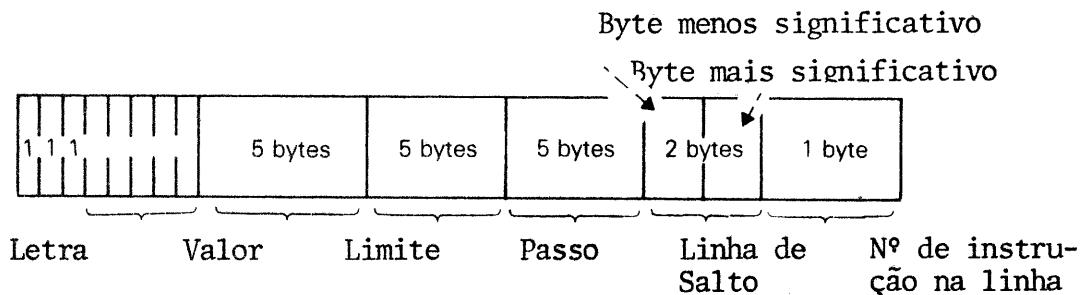 Byte menos significativo
Byte mais significativo
1 1 1
5 bytes
5 bytes
5 bytes
2 bytes
1 byte
Letra
Valor
Limite
Passo
Linha de
Salto
Nº de instru-
ção na linha